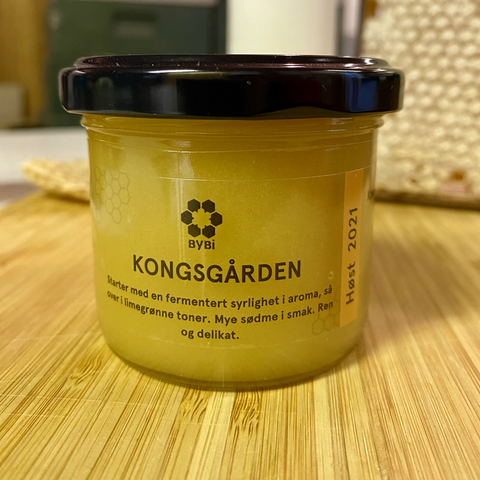 BYBi
KONGSGÅRDEN
Starter med en fermentert syrlighet i aroma, så
over i limegrønne toner. Mye sødme i smak. Ren
og delikat.
Høst 2021